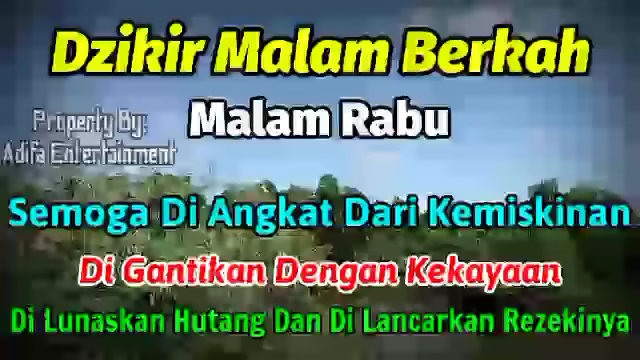 Dzikir Malam Berkah
Malam Rabu
Property By:
Adifa Entertainment
Semoga Di Angkat Dari Kemiskinan
Di Gantikan Dengan Kekayaan
Di Lunaskan Hutang Dan Di Lancarkan Rezekinya